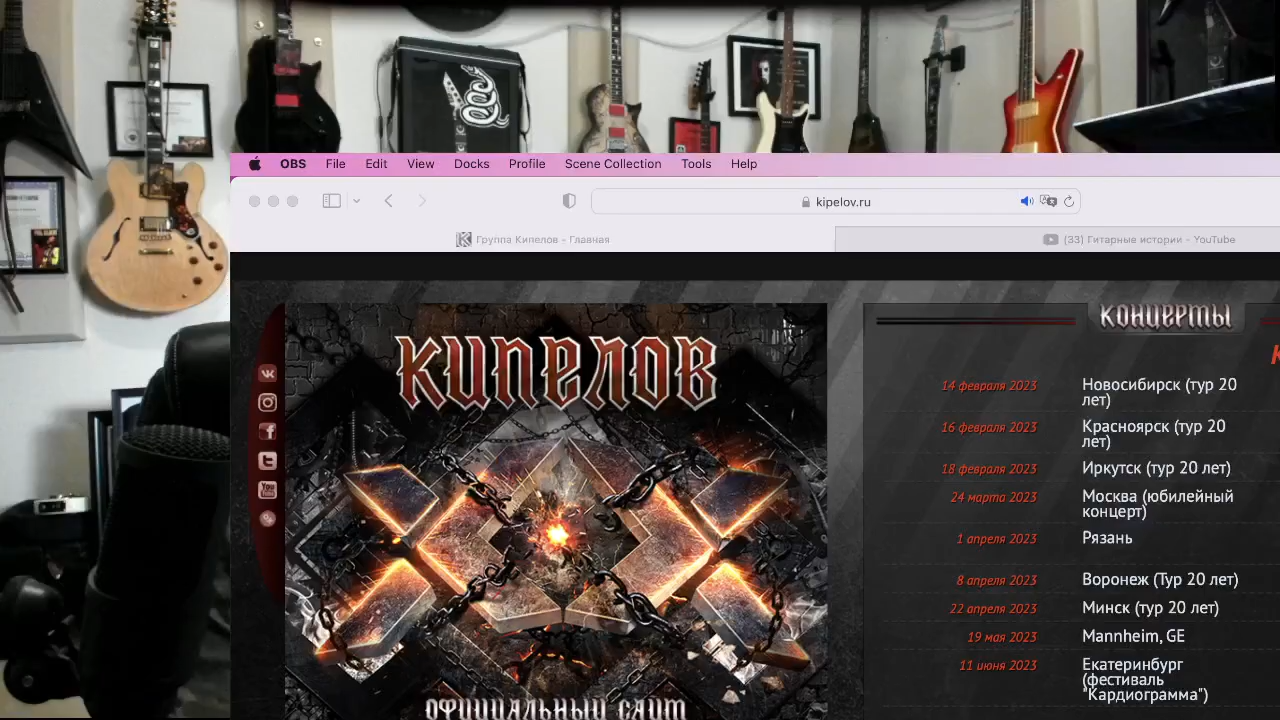 OBS File Edit View Docks Profile Scene Collection Tools Help
kipelov.ru
Группа Кипелов - Главная
(33) Гитарные истории - YouTube
КИПЕЛОВ
ОФИЦИАЛЬНЫЙ САЙТ
КОНЦЕРТЫ
К
14 февраля 2023 Новосибирск (тур 20
лет)
16 февраля 2023 Красноярск (тур 20
лет)
18 февраля 2023 Иркутск (тур 20 лет)
24 марта 2023 Москва (юбилейный
концерт)
1 апреля 2023 Рязань
8 апреля 2023 Воронеж (Тур 20 лет)
22 апреля 2023 Минск (тур 20 лет)
19 мая 2023 Mannheim, GE
11 июня 2023 Екатеринбург
(фестиваль
"Кардиограмма")